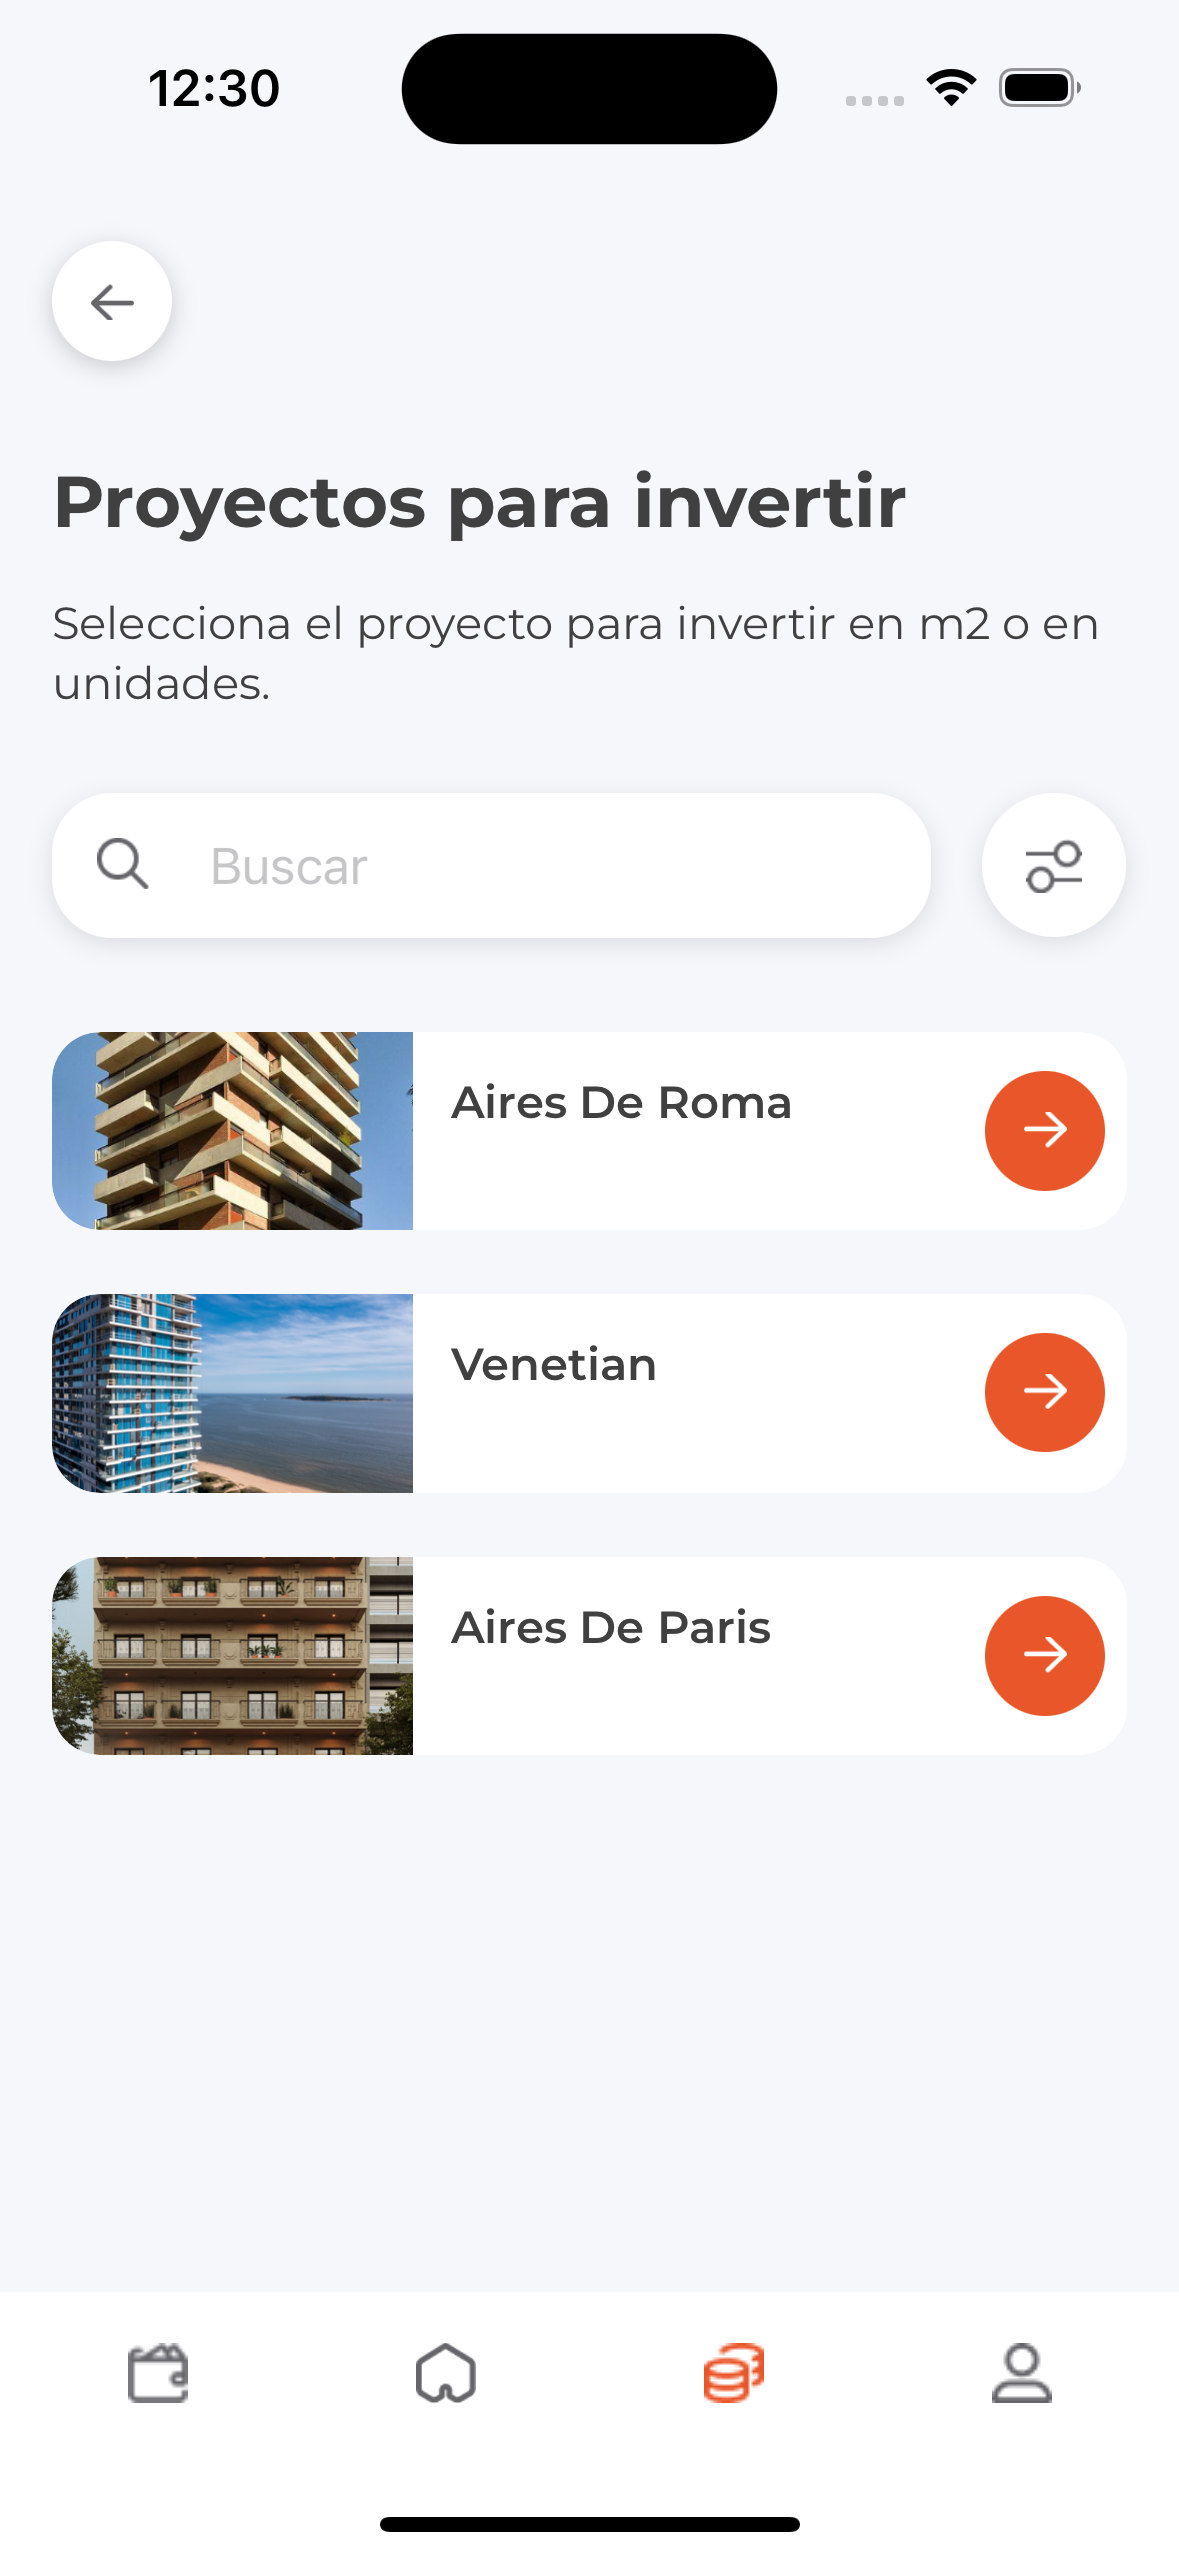 12:30
Proyectos para invertir
Selecciona el proyecto para invertir en m2 o en
unidades.
Buscar
Aires De Roma
Venetian
Aires De Paris